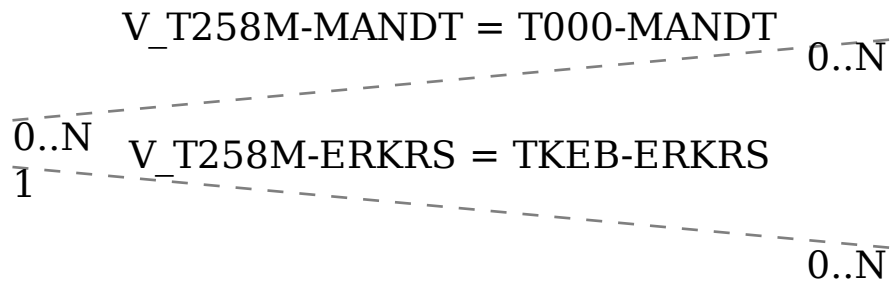 V_T258M-MANDT = T000-MANDT
0..N
0..N
V_T258M-ERKRS = TKEB-ERKRS
1
0..N